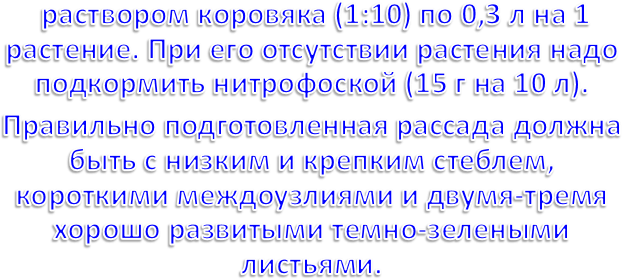 раствором коровяка (1:10) по 0,3 л на 1
растение. При его отсутствии растения надо
подкормить нитрофоской (15 г на 10 л).
Правильно подготовленная рассада должна
быть с низким и крепким стеблем,
короткими междоузлиями и двумя-тремя
хорошо развитыми темно-зелеными
листьями.